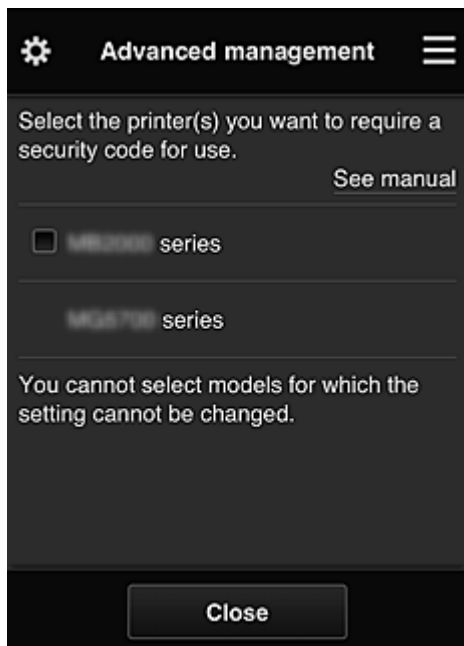 Advanced management
Select the printer(s) you want to require a
security code for use.
See manual
series
series
You cannot select models for which the
setting cannot be changed.
Close